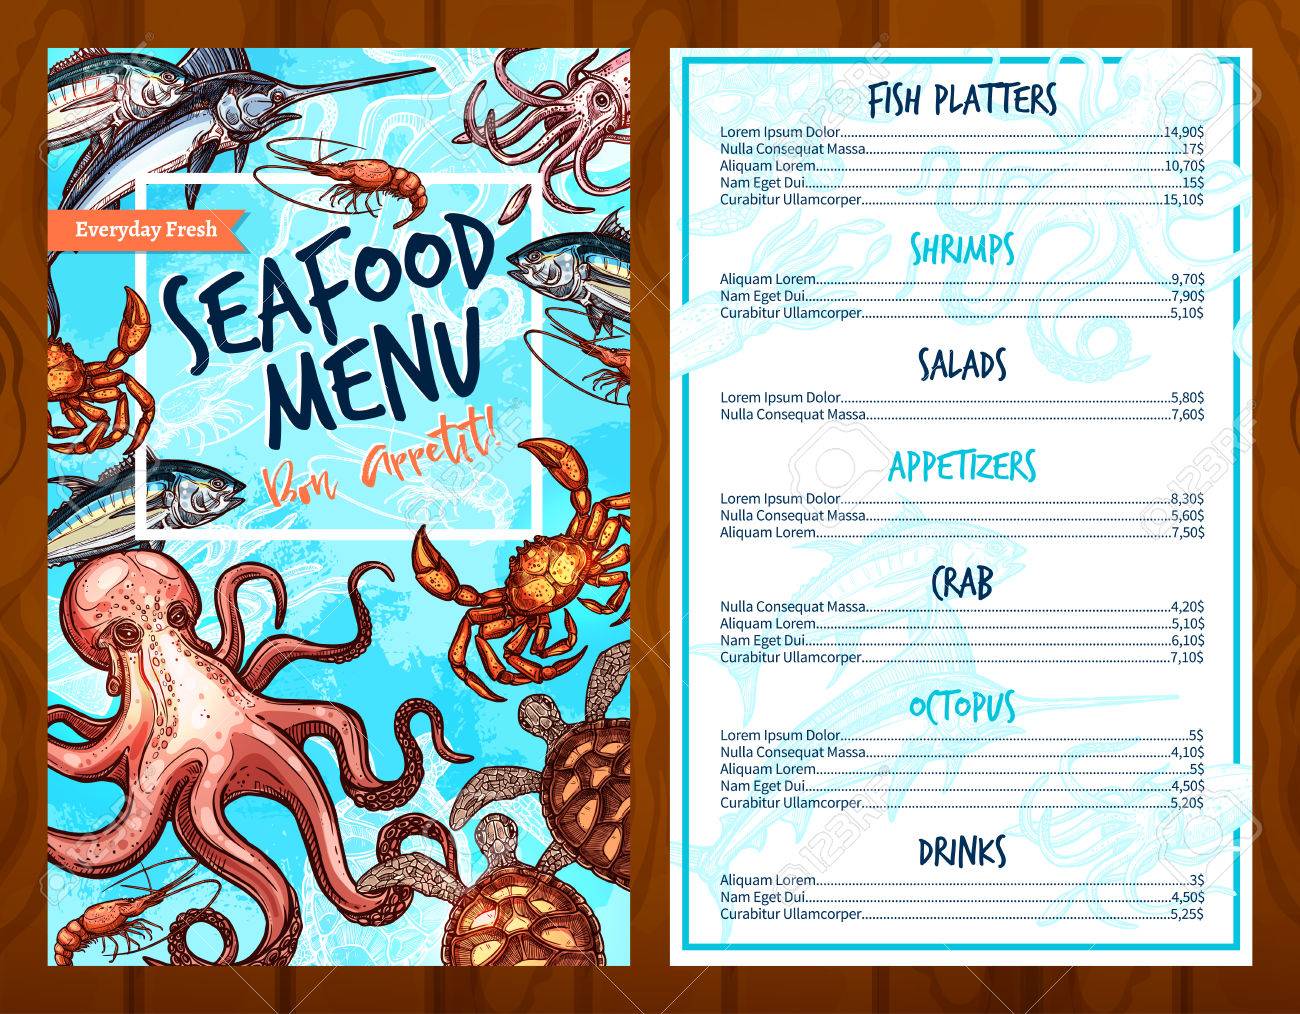 Everyday Fresh
SEAFOOD
MENU
Bon Appetit!
FISH PLATTERS
Lorem Ipsum Dolor 14,90$
Nulla Consequat Massa 17$
Aliquam Lorem 10,70$
Nam Eget Dui 15$
Curabitur Ullamcorper 15,10$
SHRIMPS
Aliquam Lorem 9,70$
Nam Eget Dui 7,90$
Curabitur Ullamcorper 5,10$
SALADS
Lorem Ipsum Dolor 5,80$
Nulla Consequat Massa 7,60$
APPETIZERS
Lorem Ipsum Dolor 8,30$
Nulla Consequat Massa 5,60$
Aliquam Lorem 7,50$
CRAB
Nulla Consequat Massa 4,20$
Aliquam Lorem 5,10$
Nam Eget Dui 6,10$
Curabitur Ullamcorper 7,10$
OCTOPUS
Lorem Ipsum Dolor 5$
Nulla Consequat Massa 4,10$
Aliquam Lorem 5$
Nam Eget Dui 4,50$
Curabitur Ullamcorper 5,20$
DRINKS
Aliquam Lorem 3$
Nam Eget Dui 4,50$
Curabitur Ullamcorper 5,25$
123RF